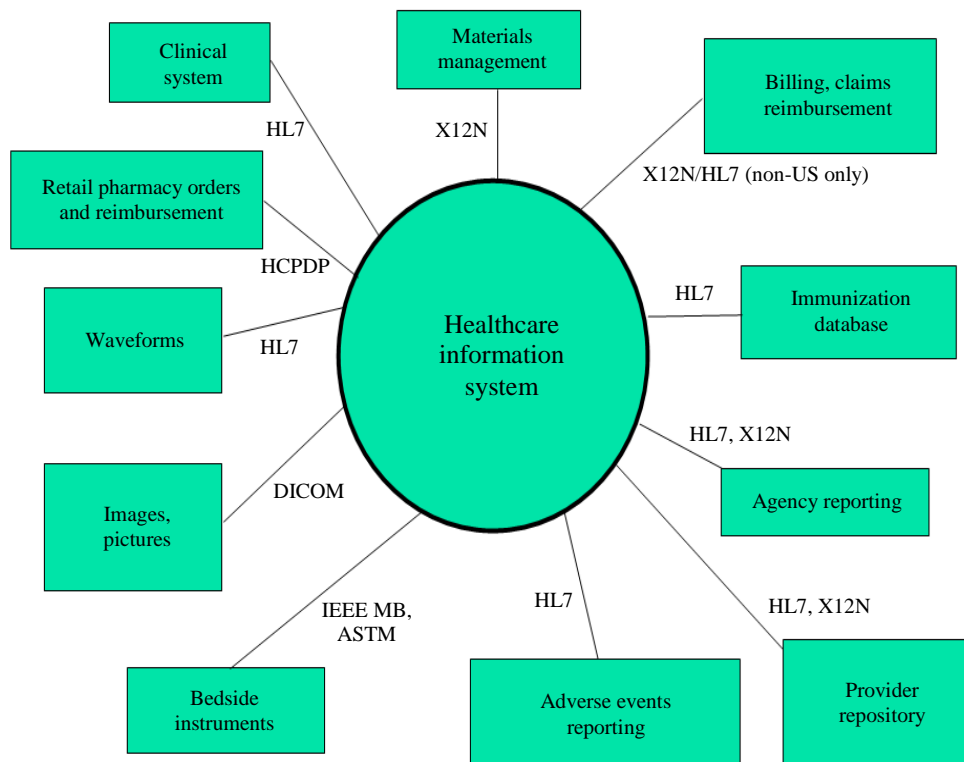 Materials
management
Clinical
system
Billing, claims
reimbursement
HL7
X12N
X12N/HL7 (non-US only)
Retail pharmacy orders
and reimbursement
HCPDP
HL7
Immunization
database
Waveforms
HL7
Healthcare
information
system
HL7, X12N
DICOM
Images,
pictures
Agency reporting
IEEE MB,
ASTM
HL7
HL7, X12N
Bedside
instruments
Adverse events
reporting
Provider
repository